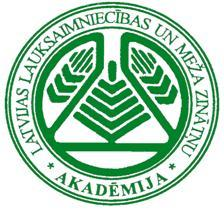 LATVIJAS LAUKSAIMNIECĪBAS UN MEŽA ZINĀTŅU
* AKADĒMIJA *